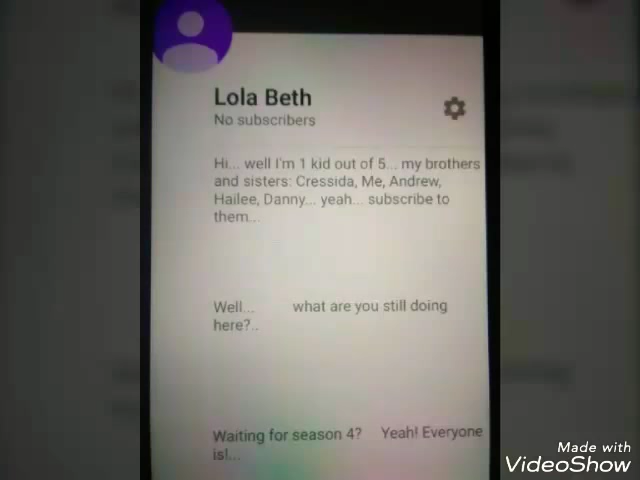 Lola Beth
No subscribers
Hi... well I'm 1 kid out of 5... my brothers
and sisters: Cressida, Me, Andrew,
Hailee, Danny... yeah... subscribe to
them...
Well... what are you still doing
here?..
Waiting for season 4? Yeah! Everyone
is!...
Made with
VideoShow